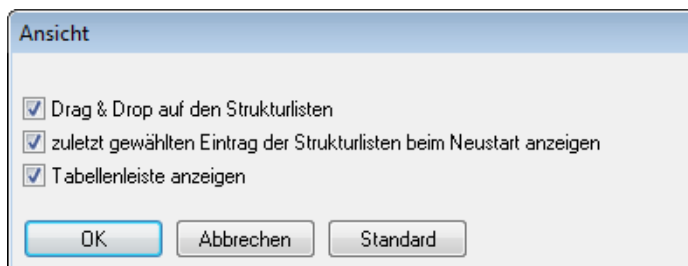 Ansicht
Drag & Drop auf den Strukturlisten
zuletzt gewählten Eintrag der Strukturlisten beim Neustart anzeigen
Tabellenleiste anzeigen
OK Abbrechen Standard